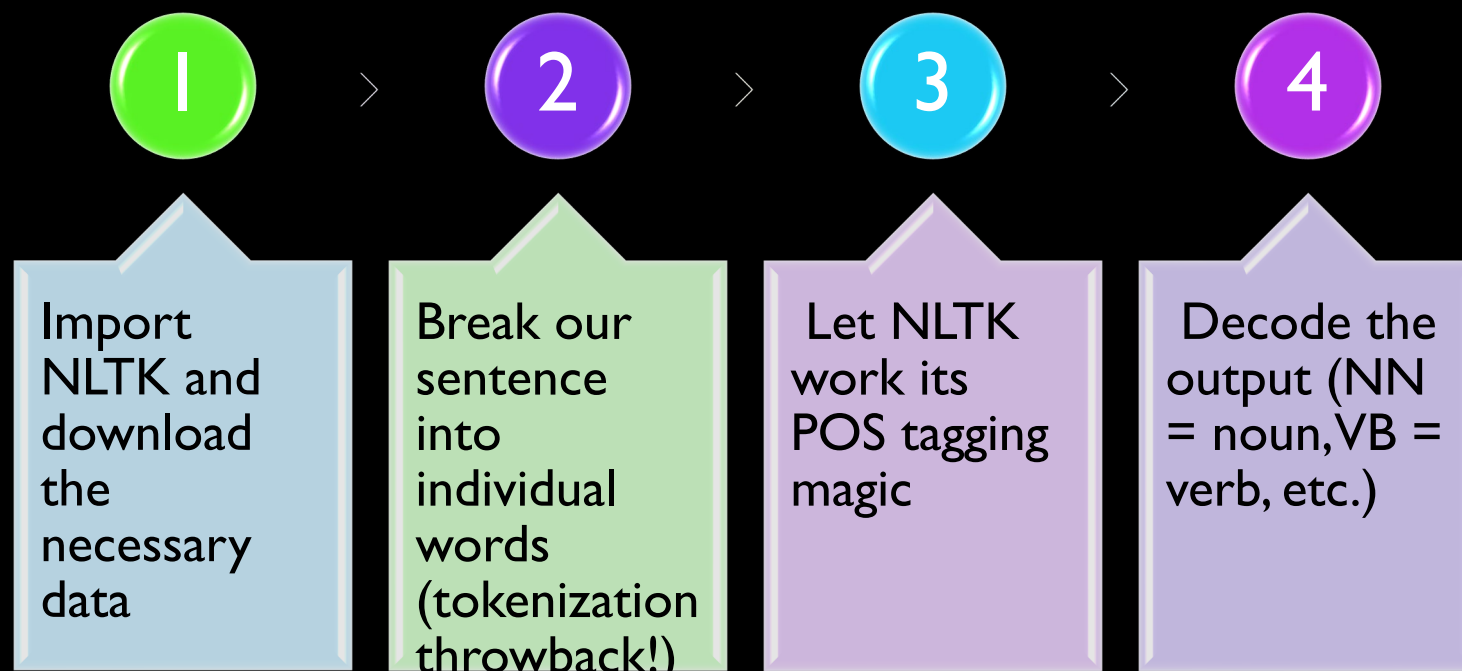 1
2
3
4
Import
NLTK and
download
the
necessary
data
Break our
sentence
into
individual
words
(tokenization
throwback!)
Let NLTK
work its
POS tagging
magic
Decode the
output (NN
= noun, VB =
verb, etc.)